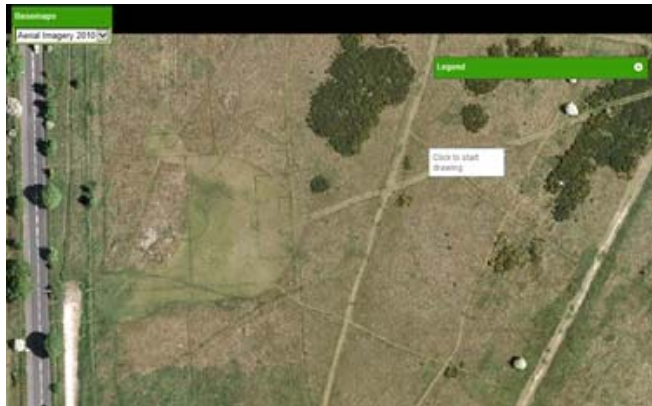 Basemaps
Aerial Imagery 2010
Legend
Click to start
drawing